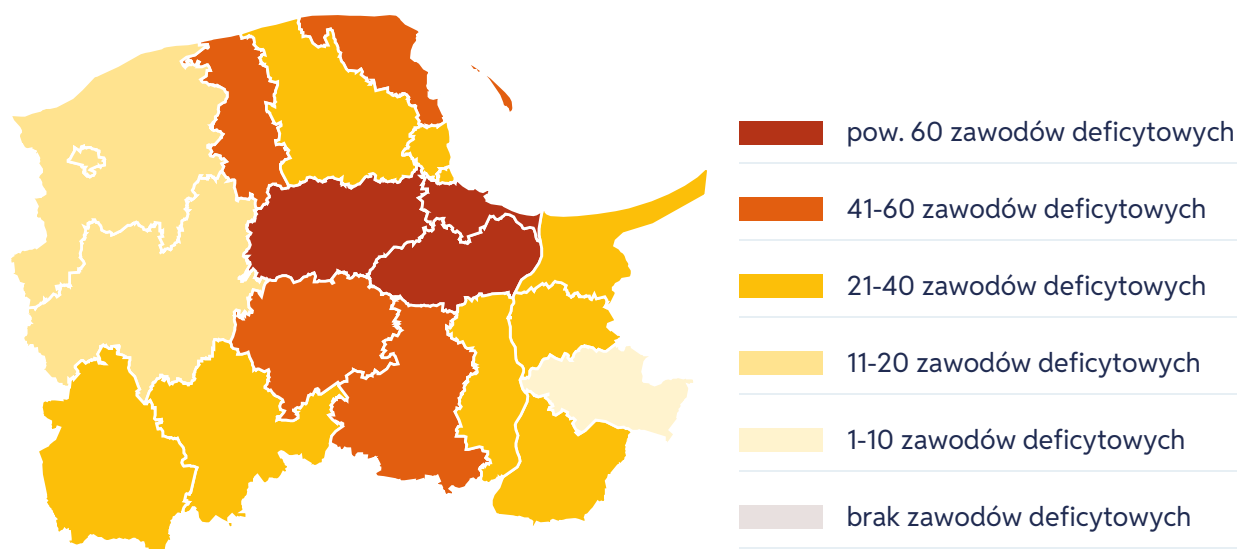 pow. 60 zawodów deficytowych
41-60 zawodów deficytowych
21-40 zawodów deficytowych
11-20 zawodów deficytowych
1-10 zawodów deficytowych
brak zawodów deficytowych